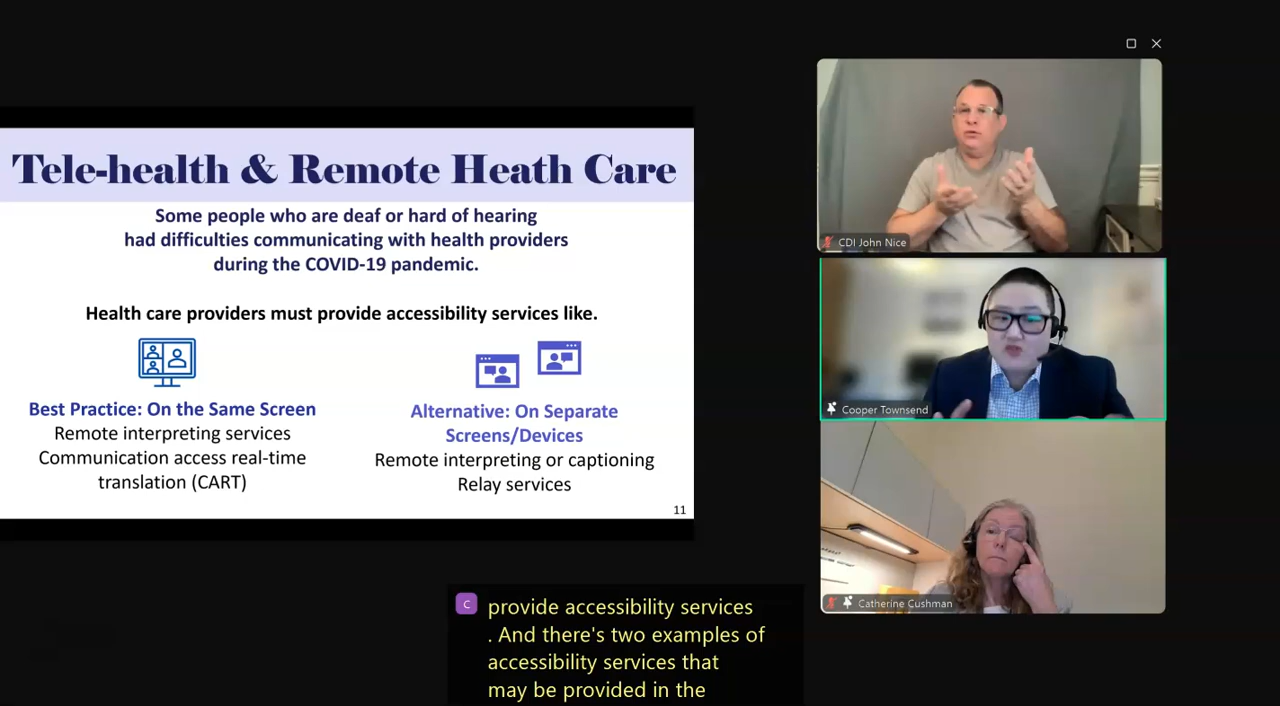 Tele-health & Remote Heath Care
Some people who are deaf or hard of hearing
had difficulties communicating with health providers
during the COVID-19 pandemic.
Health care providers must provide accessibility services like.
Best Practice: On the Same Screen
Remote interpreting services
Communication access real-time
translation (CART)
Alternative: On Separate
Screens/Devices
Remote interpreting or captioning
Relay services
11
CDI John Nice
Cooper Townsend
Catherine Cushman
C
provide accessibility services
. And there's two examples of
accessibility services that
may be provided in the